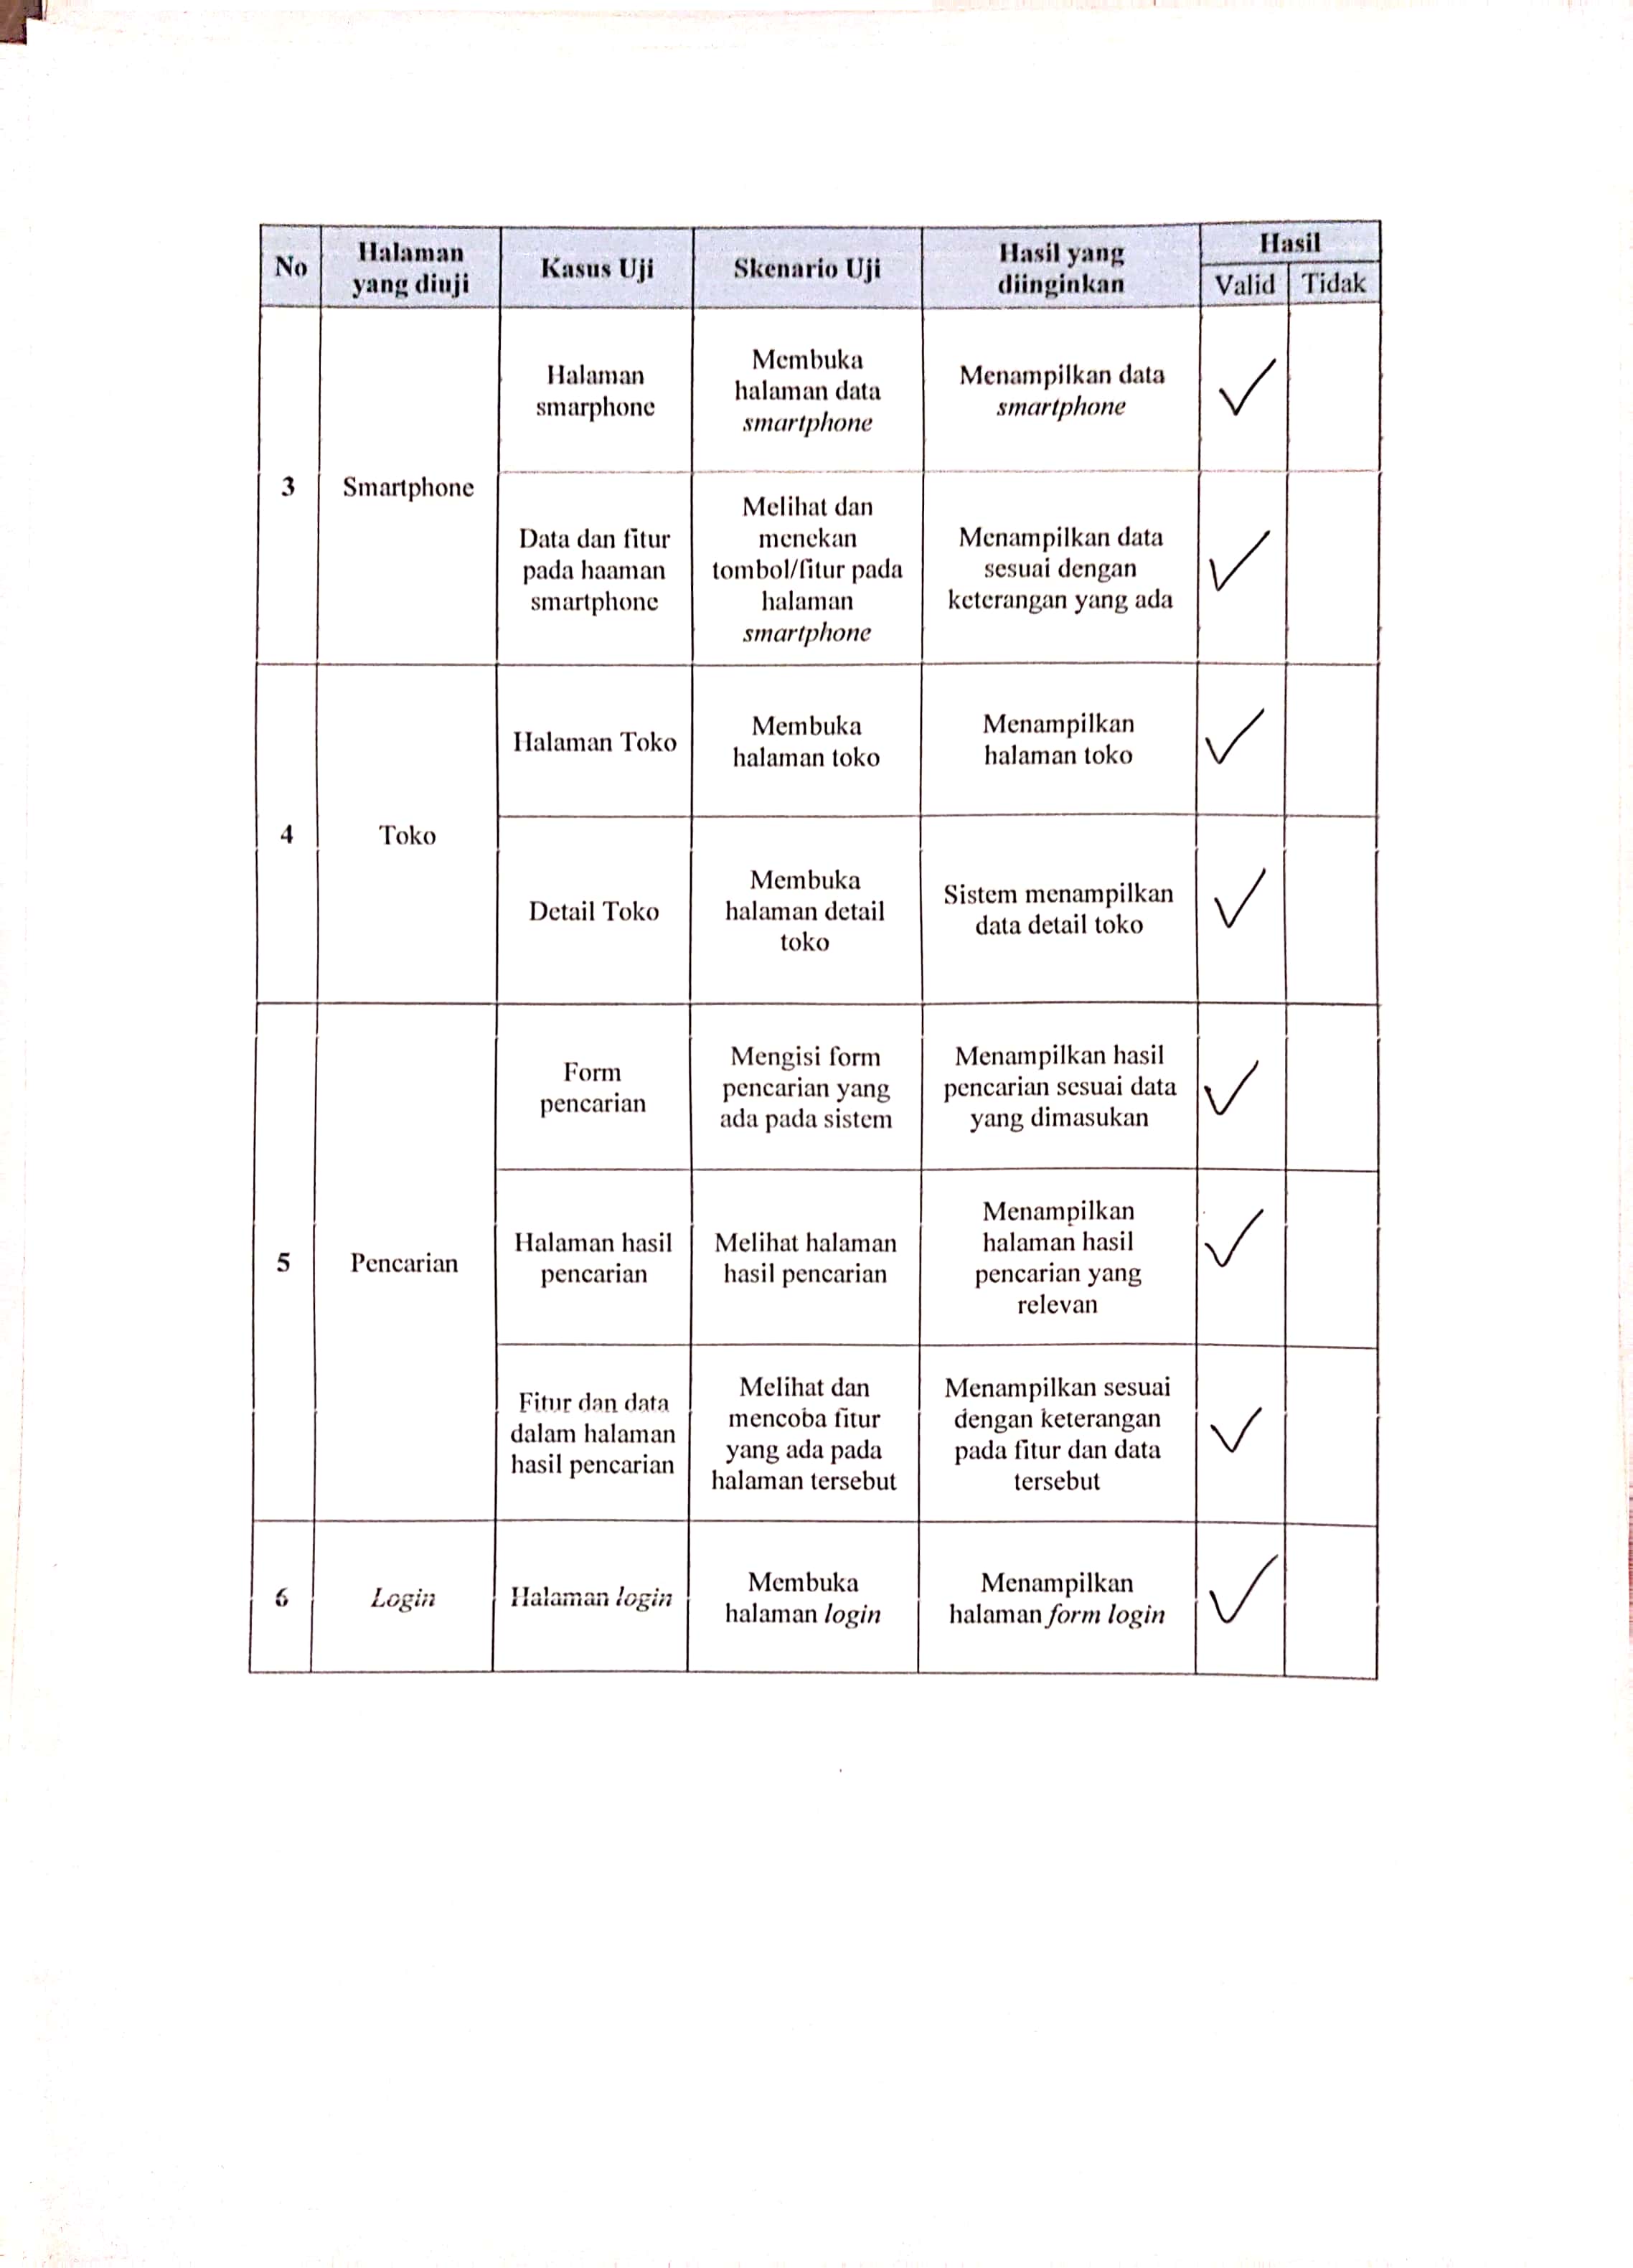 No
Halaman
yang diuji
Kasus Uji
Skenario Uji
Hasil yang
diinginkan
Hasil
Valid
Tidak
3
Smartphone
Halaman
smarphone
Membuka
halaman data
smartphone
Menampilkan data
smartphone
✓
Data dan fitur
pada haaman
smartphone
Melihat dan
menekan
tombol/fitur pada
halaman
smartphone
Menampilkan data
sesuai dengan
keterangan yang ada
✓
4
Toko
Halaman Toko
Membuka
halaman toko
Menampilkan
halaman toko
✓
Detail Toko
Membuka
halaman detail
toko
Sistem menampilkan
data detail toko
✓
5
Pencarian
Form
pencarian
Mengisi form
pencarian yang
ada pada sistem
Menampilkan hasil
pencarian sesuai data
yang dimasukan
✓
Halaman hasil
pencarian
Melihat halaman
hasil pencarian
Menampilkan
halaman hasil
pencarian yang
relevan
✓
Fitur dan data
dalam halaman
hasil pencarian
Melihat dan
mencoba fitur
yang ada pada
halaman tersebut
Menampilkan sesuai
dengan keterangan
pada fitur dan data
tersebut
✓
6
Login
Halaman login
Membuka
halaman login
Menampilkan
halaman form login
✓